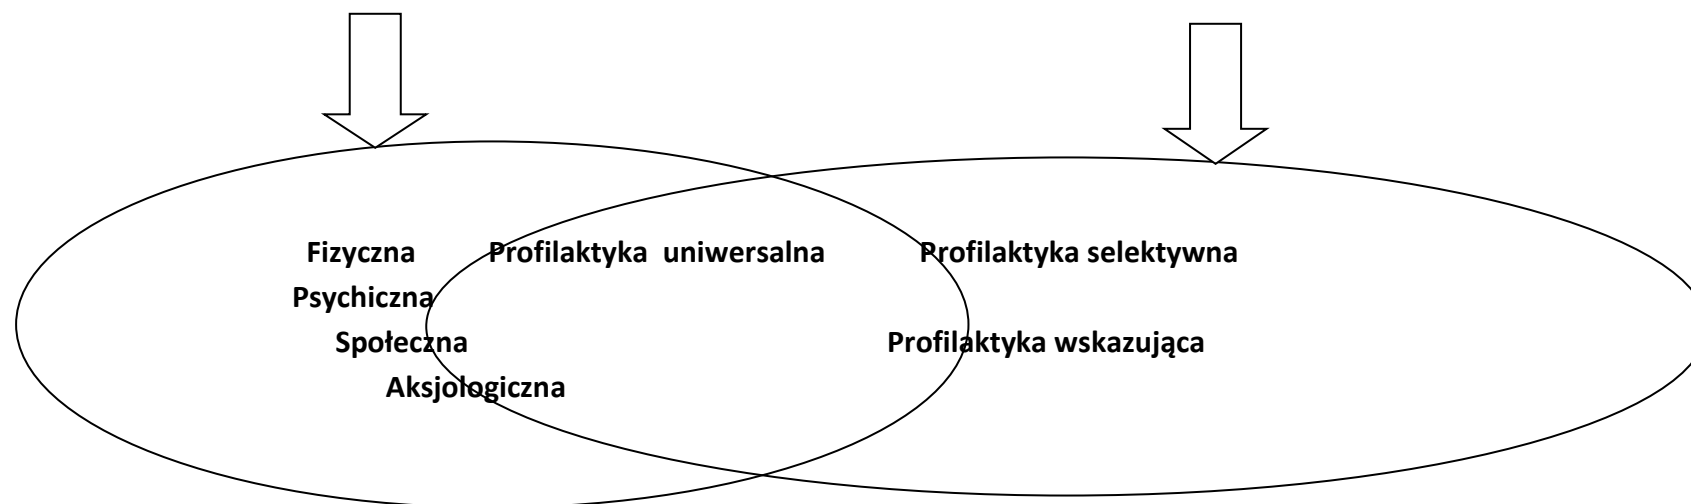 Fizyczna Profilaktyka uniwersalna Profilaktyka selektywna
Psychiczna
Społeczna Profilaktyka wskazująca
Aksjologiczna